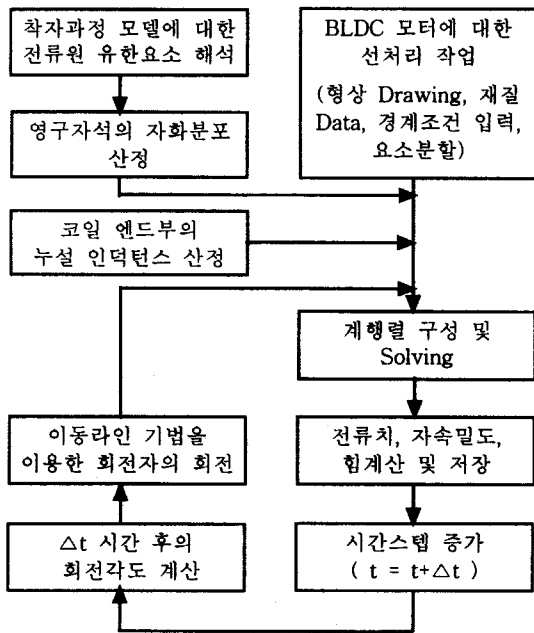 착자과정 모델에 대한
전류원 유한요소 해석
영구자석의 자화분포
산정
코일 앤드부의
누설 인덕턴스 산정
BLDC 모터에 대한
선처리 작업
(형상 Drawing, 재질
Data, 경계조건 입력,
요소분할)
계행렬 구성 및
Solving
전류치, 자속밀도,
힘계산 및 저장
시간스텝 증가
( t = t+△t )
△t 시간 후의
회전각도 계산
이동라인 기법을
이용한 회전자의 회전